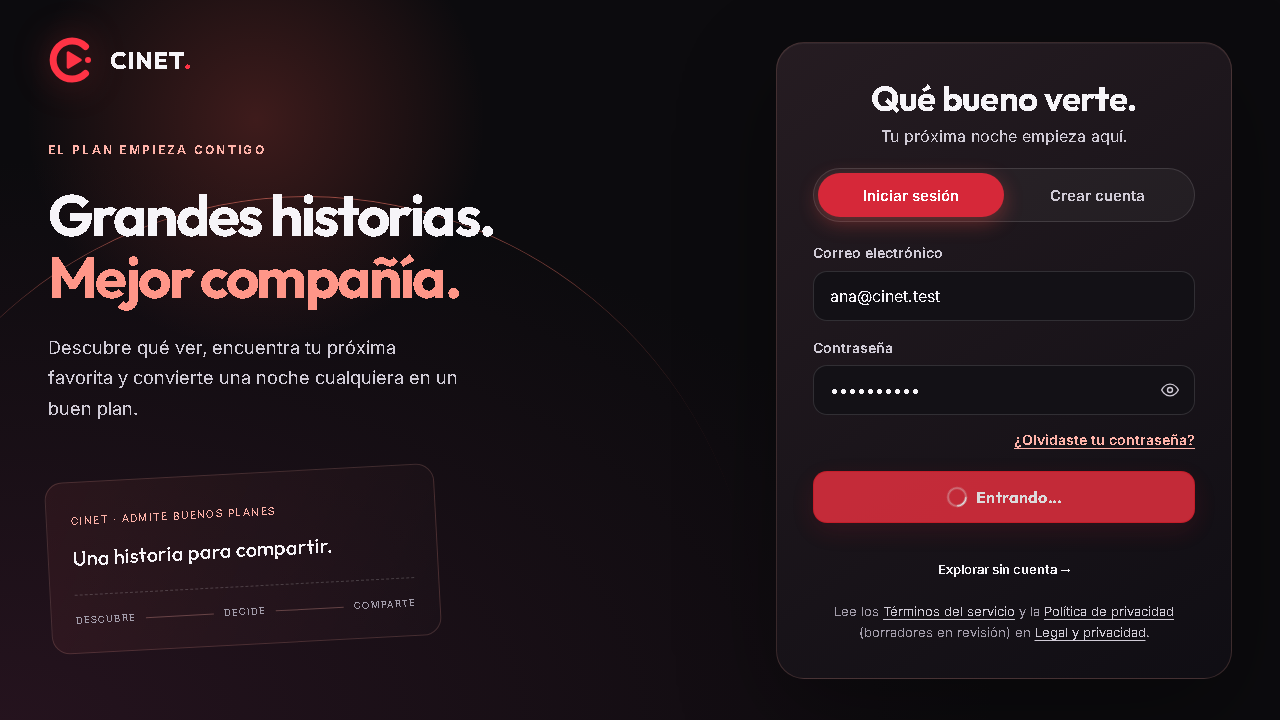 CINET.
EL PLAN EMPIEZA CONTIGO
Grandes historias.
Mejor compañía.
Descubre qué ver, encuentra tu próxima
favorita y convierte una noche cualquiera en un
buen plan.
CINET · ADMITE BUENOS PLANES
Una historia para compartir.
DESCUBRE DECIDE COMPARTE
Qué bueno verte.
Tu próxima noche empieza aquí.
Iniciar sesión Crear cuenta
Correo electrónico
ana@cinet.test
Contraseña
••••••••••
¿Olvidaste tu contraseña?
Entrando...
Explorar sin cuenta →
Lee los Términos del servicio y la Política de privacidad
(borradores en revisión) en Legal y privacidad.